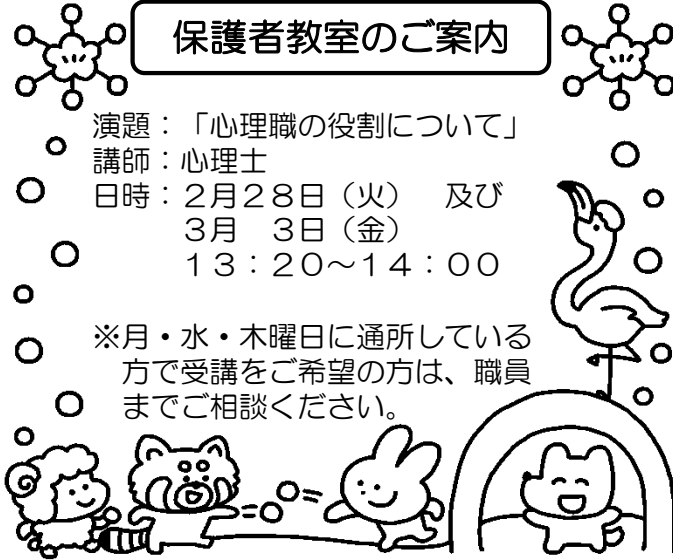 保護者教室のご案内
演題：「心理職の役割について」
講師：心理士
日時：２月２８日（火）　及び
３月　３日（金）
１３：２０～１４：００
※月・水・木曜日に通所している
方で受講をご希望の方は、職員
までご相談ください。